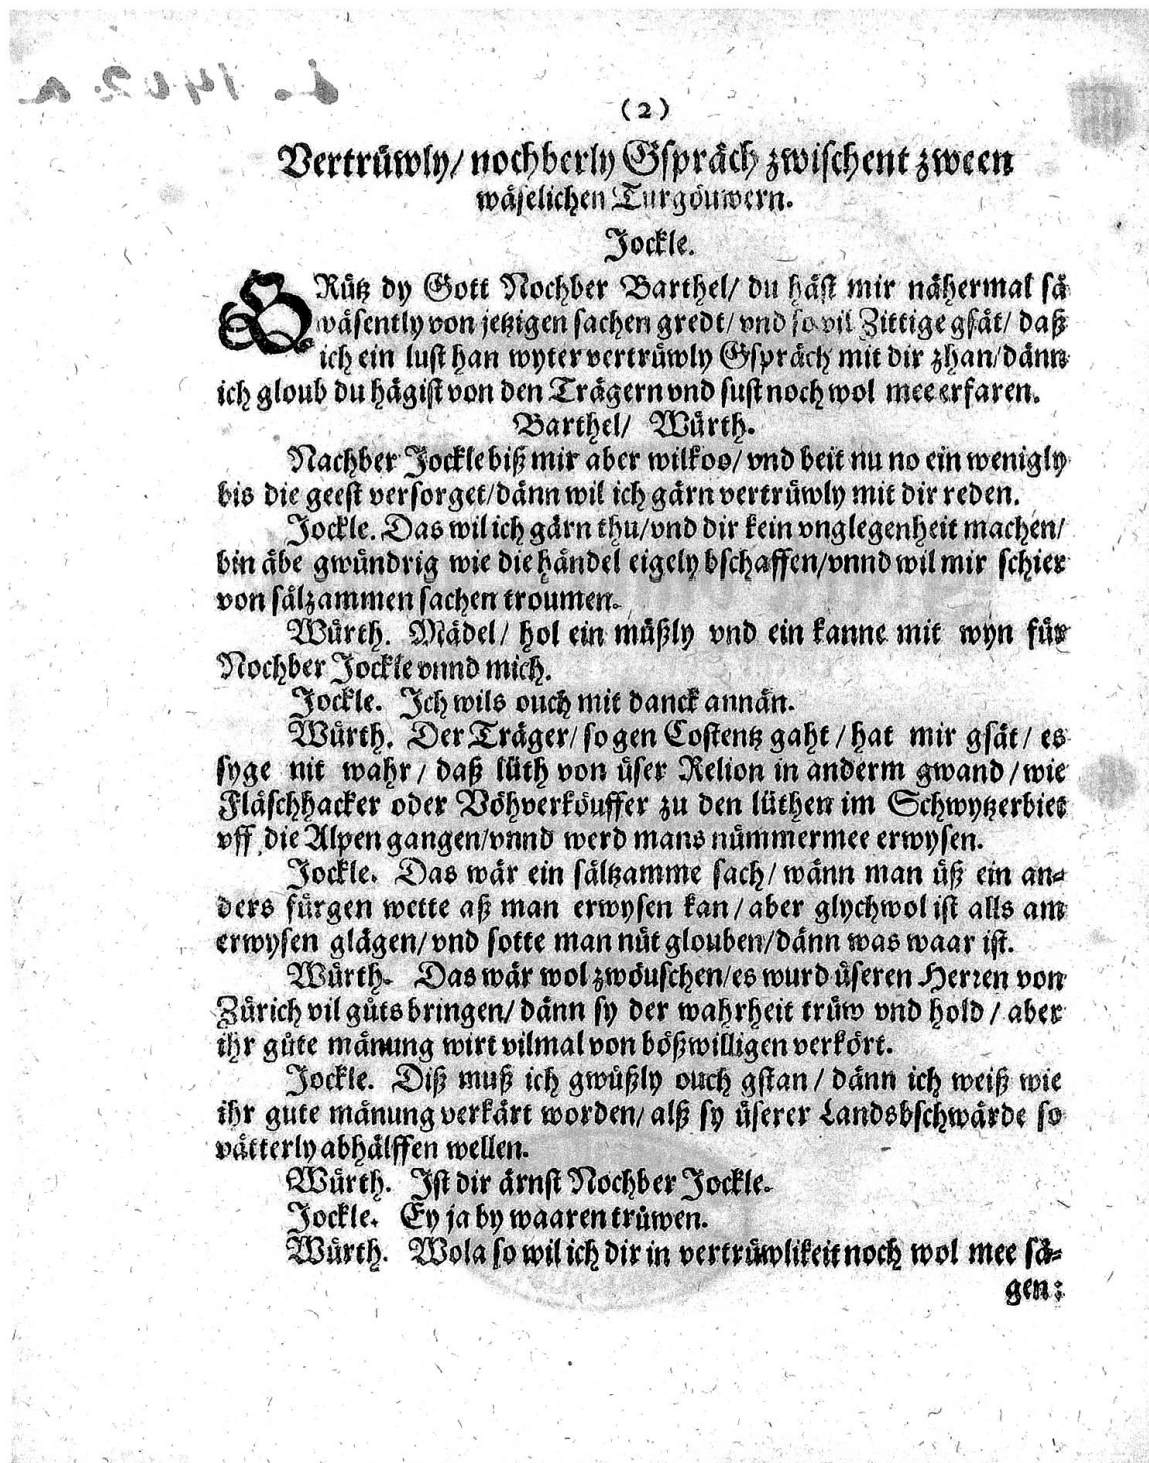 (2)
Vertrüwly/ nochberly Gspräch zwischent zween
wäselichen Turgöuwern.
Jockle.
GRütz dy Gott Nochber Barthel/ du häst mir nähermal sä
wäsently von jetzigen sachen gredt/ vnd so vil Zittige gsät/ daß
ich ein lust han wyter vertrüwly Gspräch mit dir zhan/ dänn
ich gloub du hägist von den Trägern vnd sust noch wol mee erfaren.
Barthel/ Würth.
Nachber Jockle biß mir aber wilkoo/ vnd beit nu no ein wenigly
bis die geest versorget/ dänn wil ich gärn vertrüwly mit dir reden.
Jockle. Das wil ich gärn thu/ vnd dir kein vnglegenheit machen/
bin äbe gwündrig wie die händel eigely bschaffen/ vnnd wil mir schier
von sälzammen sachen troumen.
Würth. Mädel/ hol ein müßly vnd ein kanne mit wyn für
Nochber Jockle vnnd mich.
Jockle. Ich wils ouch mit danck annän.
Würth. Der Träger/ so gen Costentz gaht/ hat mir gsät/ es
syge nit wahr/ daß lüth von üser Relion in anderm gwand/ wie
Fläschhacker oder Vöhverköuffer zu den lüthen im Schwytzerbiet
vff die Alpen gangen/ vnnd werd mans nümmermee erwysen.
Jockle. Das wär ein sältzamme sach/ wänn man üß ein an-
ders fürgen wette aß man erwysen kan/ aber glychwol ist alls am
erwysen glägen/ vnd sotte man nüt glouben/ dänn was waar ist.
Würth. Das wär wol zwöuschen/ es wurd üseren Herren von
Zürich vil güts bringen/ dänn sy der wahrheit trüw vnd hold/ aber
ihr güte mänung wirt vilmal von bößwilligen verkört.
Jockle. Diß muß ich gwüßly ouch gstan/ dänn ich weiß wie
ihr gute mänung verkärt worden/ alß sy üserer Landsbschwärde so
vätterly abhälffen wellen.
Würth. Ist dir ärnst Nochber Jockle.
Jockle. Ey ja by waaren trüwen.
Würth. Wola so wil ich dir in vertrüwlikeit noch wol mee sä-
gen: